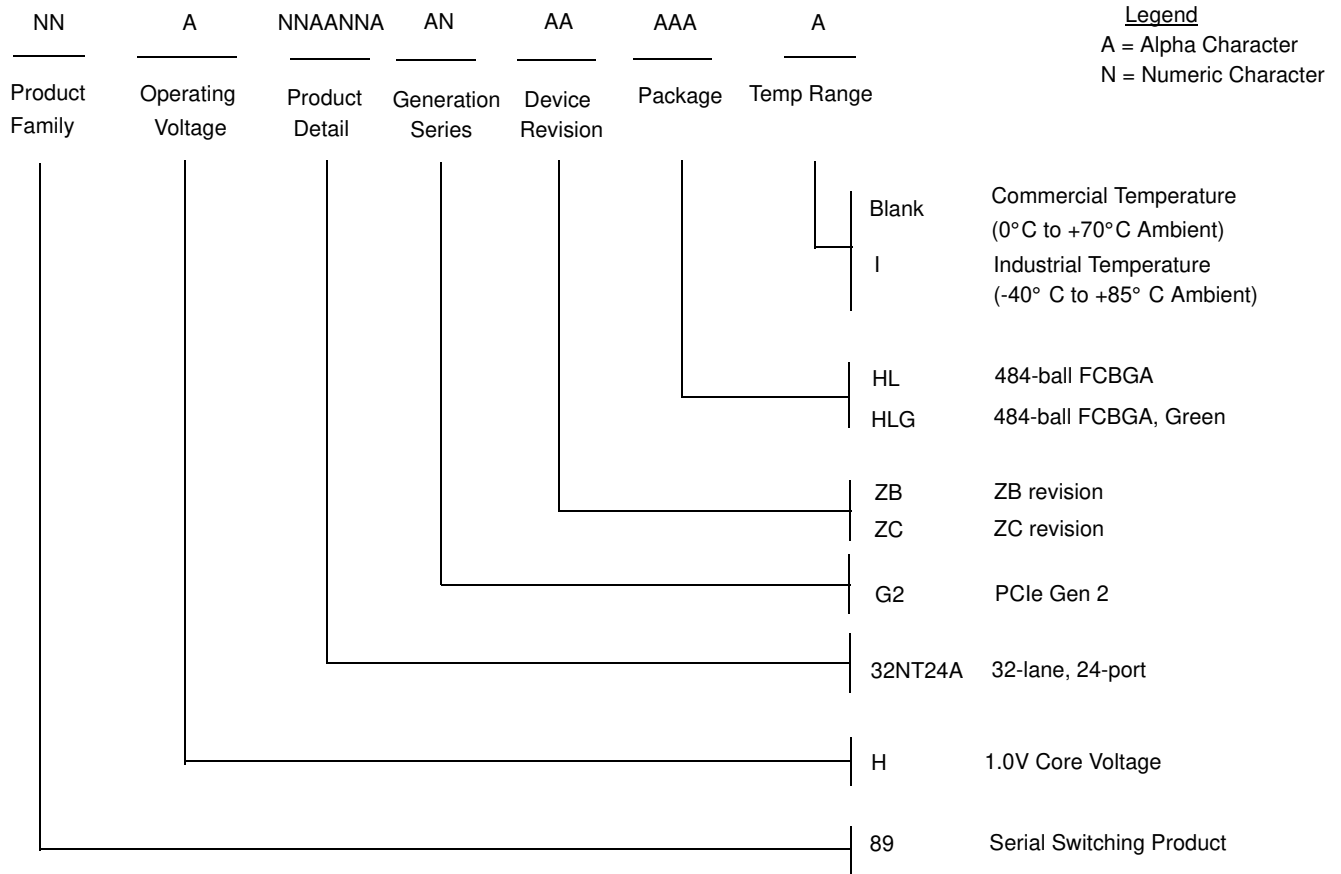 NN A NNAANNA AN AA AAA A
Legend
A = Alpha Character
N = Numeric Character
Product Family
Operating Voltage
Product Detail
Generation Series
Device Revision
Package
Temp Range
Blank Commercial Temperature
(0°C to +70°C Ambient)
I Industrial Temperature
(-40° C to +85° C Ambient)
HL 484-ball FCBGA
HLG 484-ball FCBGA, Green
ZB ZB revision
ZC ZC revision
G2 PCIe Gen 2
32NT24A 32-lane, 24-port
H 1.0V Core Voltage
89 Serial Switching Product